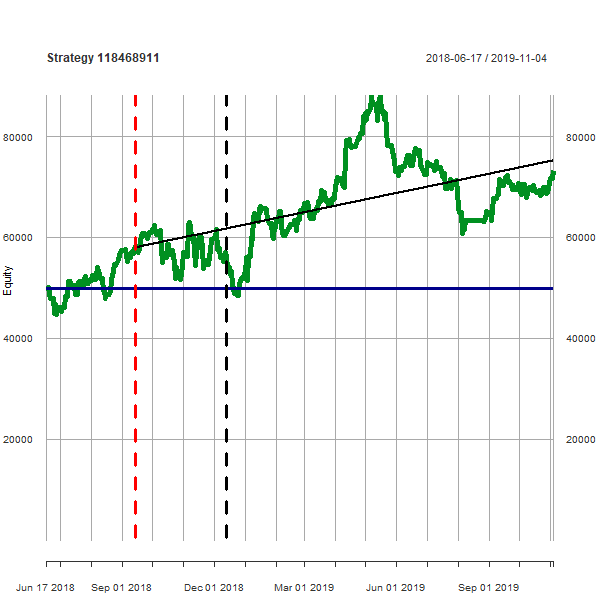 Strategy 118468911
2018-06-17 / 2019-11-04
80000 80000
60000 60000
Equity
40000 40000
20000 20000
Jun 17 2018 Sep 01 2018 Dec 01 2018 Mar 01 2019 Jun 01 2019 Sep 01 2019